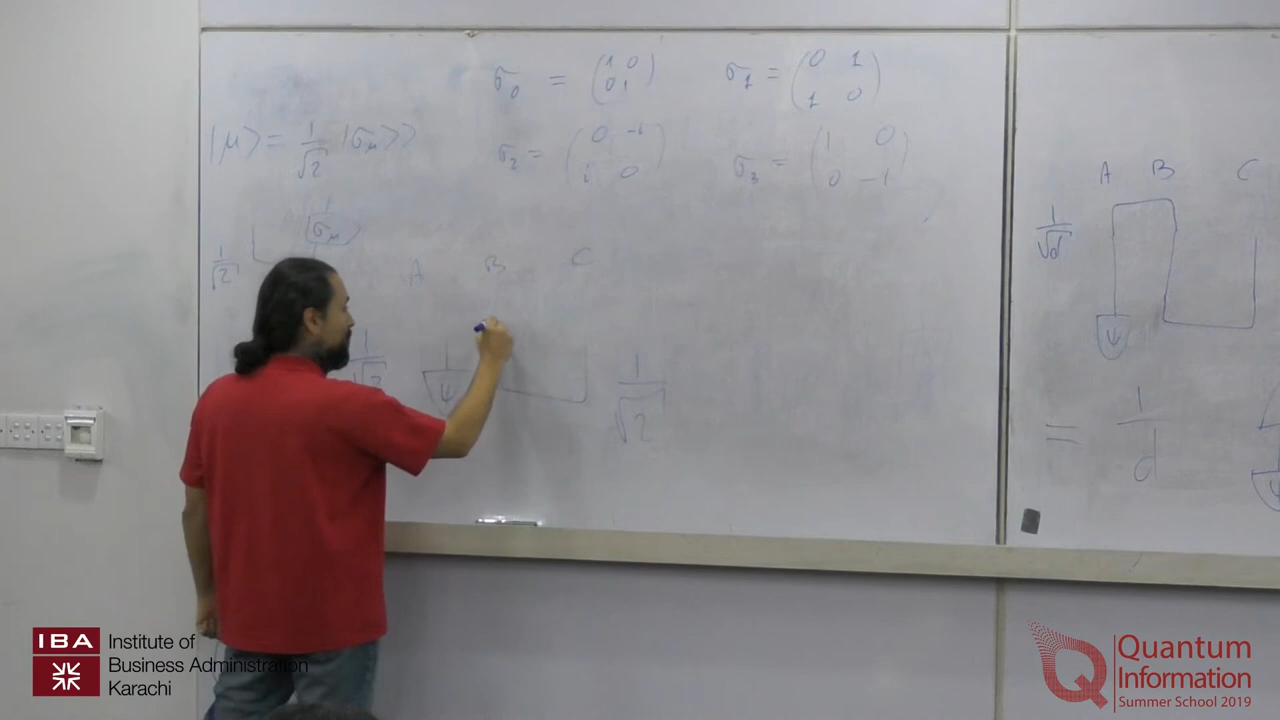 σ₀ = (1 0 0 1) σ₁ = (0 1 1 0)
|μ⟩ = 1/√2 |σμ⟩⟩ σ₂ = (0 -i i 0) σ₃ = (1 0 0 -1)
1/√2 σμ
A B C
1/√2 ψ 1/√2
A B C
1/√d
ψ
= 1/d ψ
IBA Institute of
Business Administration
Karachi
Quantum
Information
Summer School 2019